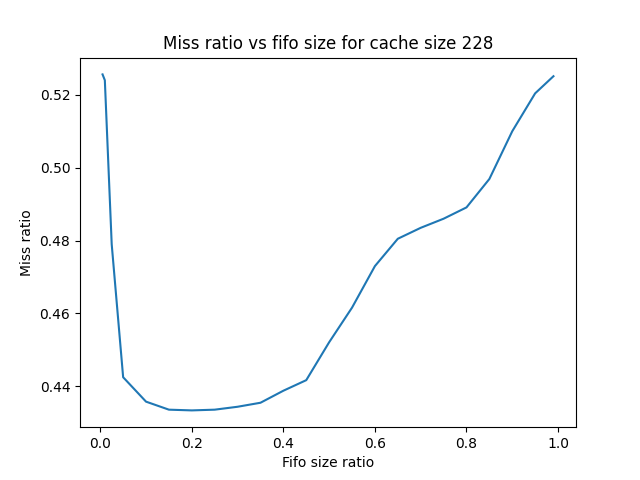 Miss ratio vs fifo size for cache size 228
0.52
0.50
0.48
0.46
0.44
Miss ratio
0.0 0.2 0.4 0.6 0.8 1.0
Fifo size ratio